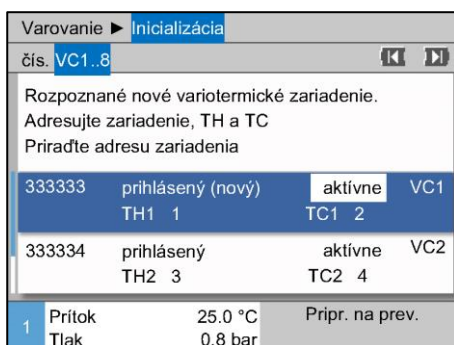 Varovanie ► Inicializácia
čís. VC1..8
Rozpoznané nové variotermické zariadenie.
Adresujte zariadenie, TH a TC
Priraďte adresu zariadenia
333333 prihlásený (nový) aktívne VC1
TH1 1 TC1 2
333334 prihlásený aktívne VC2
TH2 3 TC2 4
1 Prítok 25.0 °C Pripr. na prev.
Tlak 0.8 bar